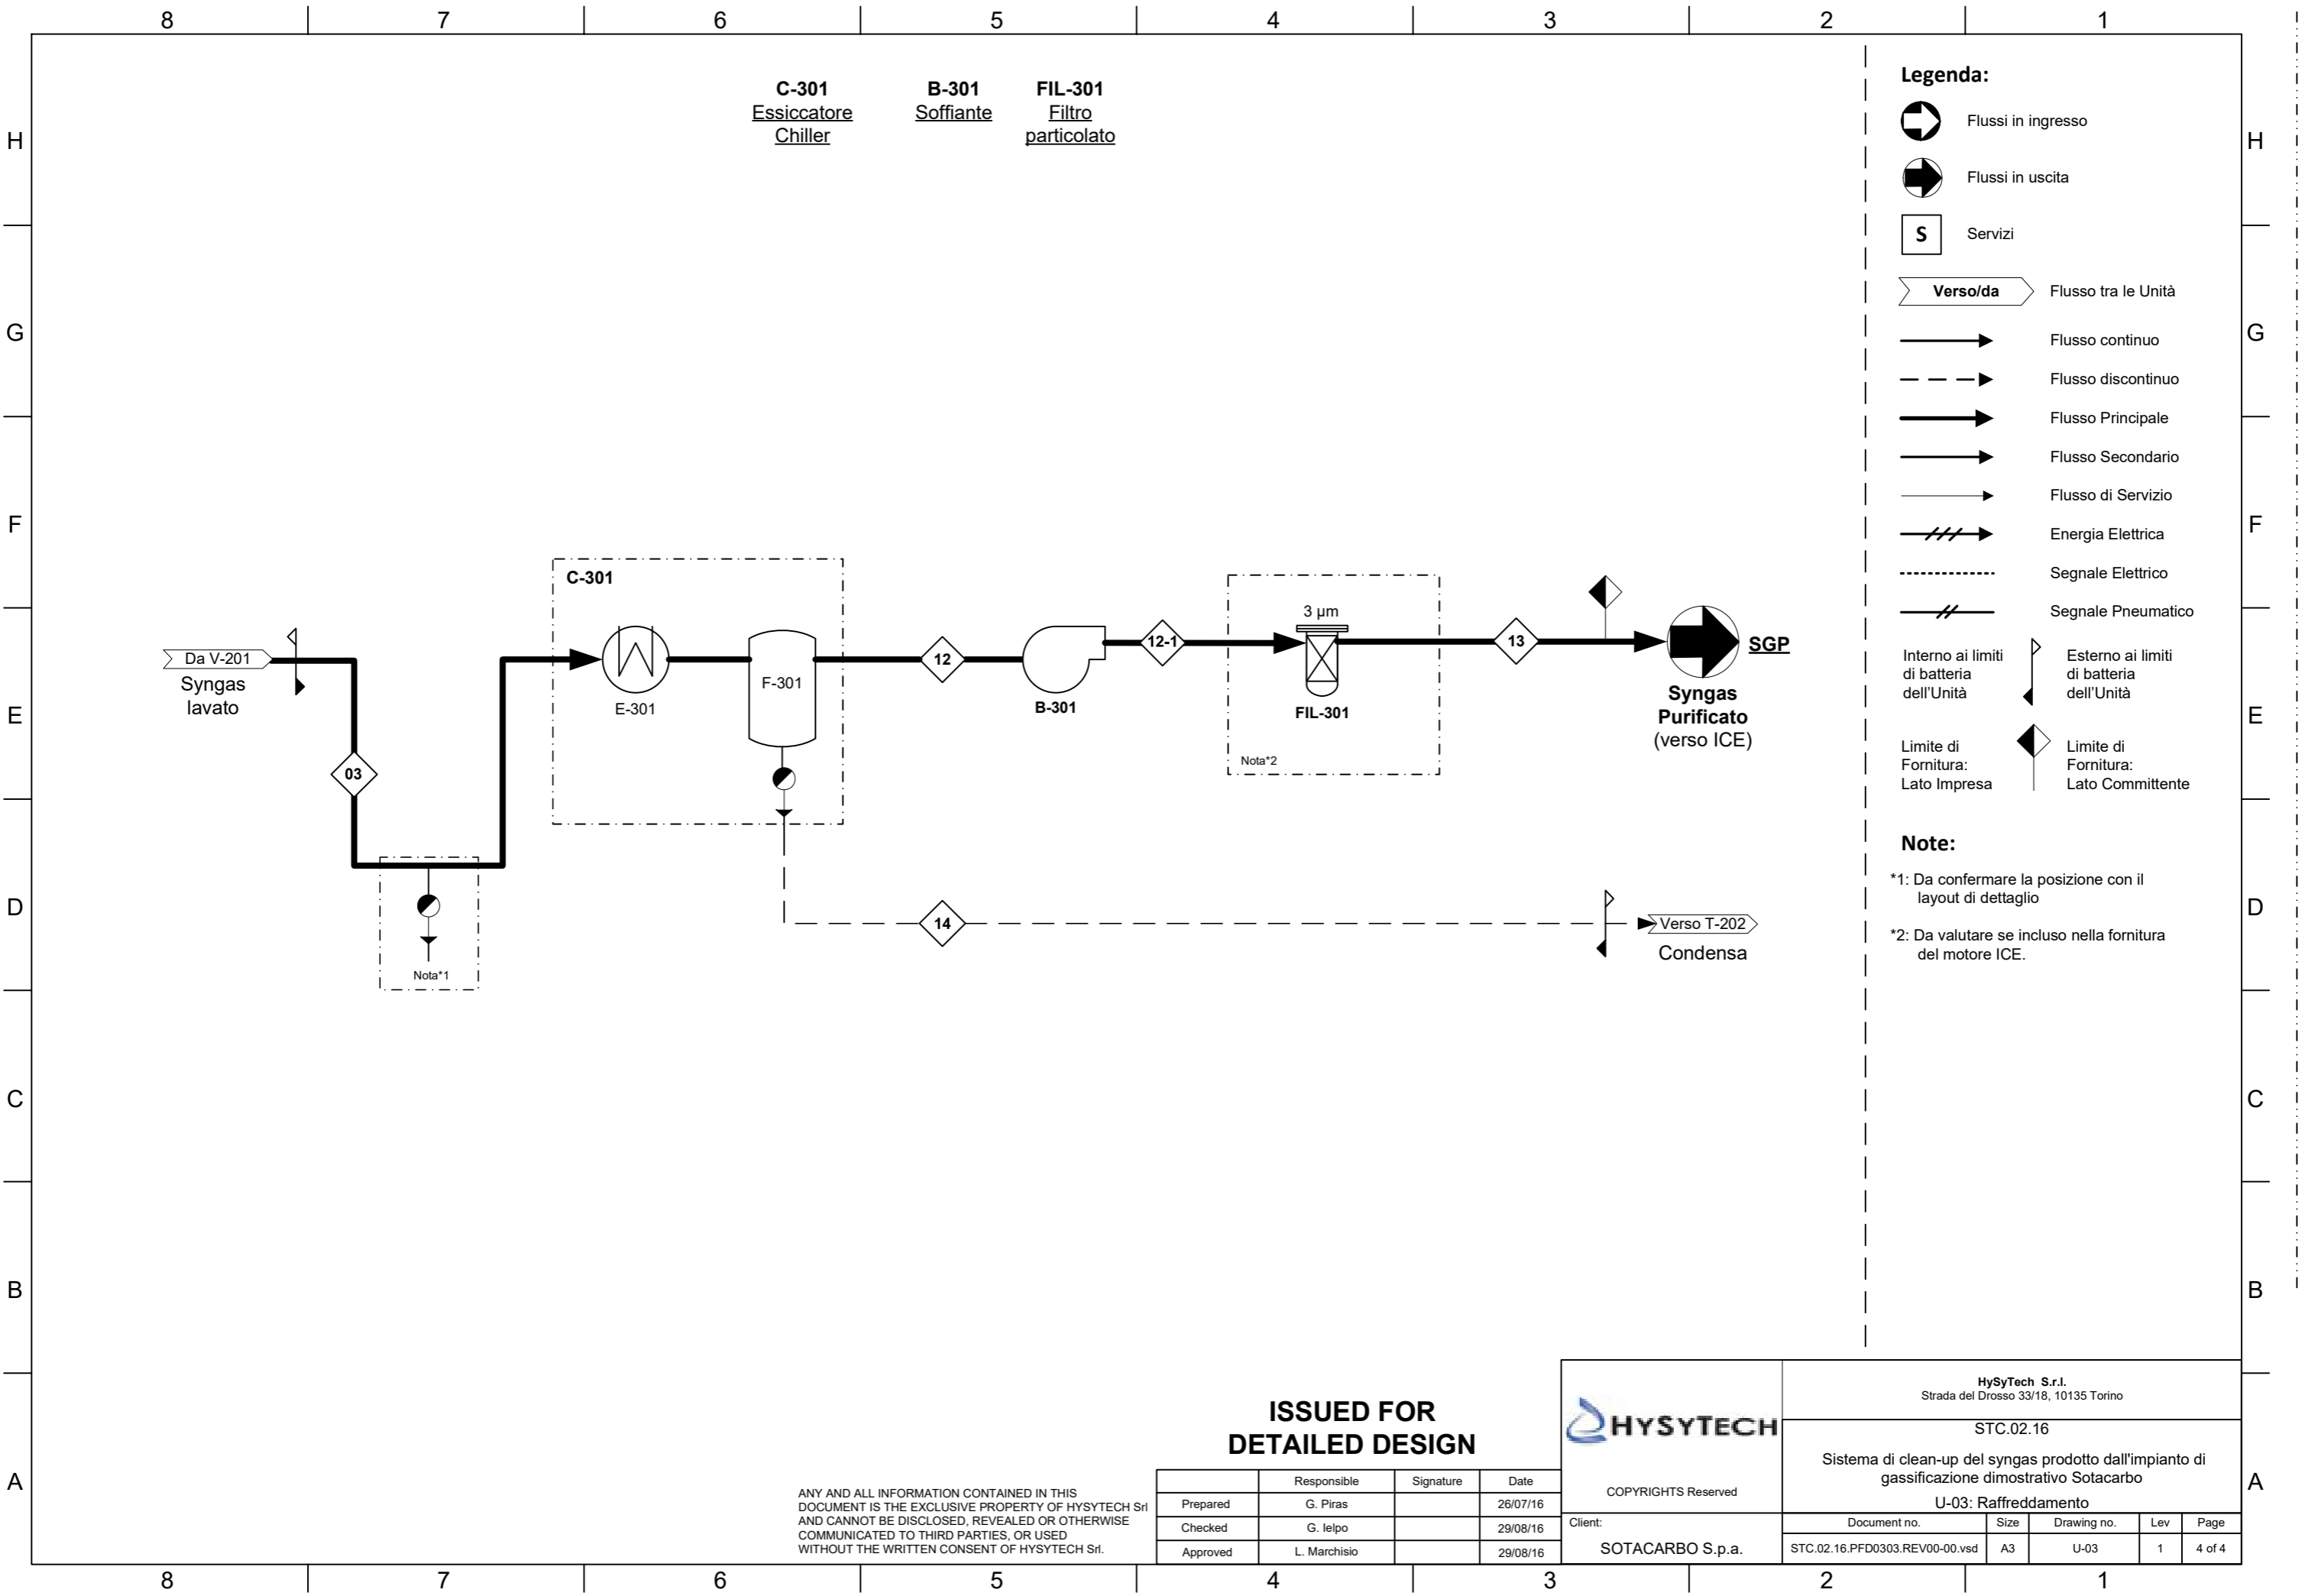 8 7 6 5 4 3 2 1
H
G
F
E
D
C
B
A
C-301
Essiccatore
Chiller
B-301
Soffiante
FIL-301
Filtro
particolato
Da V-201
Syngas
lavato
03
Nota*1
C-301
E-301
F-301
12
B-301
12-1
3 µm
FIL-301
Nota*2
13
SGP
Syngas
Purificato
(verso ICE)
14
Verso T-202
Condensa
Legenda:
Flussi in ingresso
Flussi in uscita
S Servizi
Verso/da Flusso tra le Unità
Flusso continuo
Flusso discontinuo
Flusso Principale
Flusso Secondario
Flusso di Servizio
Energia Elettrica
Segnale Elettrico
Segnale Pneumatico
Interno ai limiti
di batteria
dell'Unità
Esterno ai limiti
di batteria
dell'Unità
Limite di
Fornitura:
Lato Impresa
Limite di
Fornitura:
Lato Committente
Note:
*1: Da confermare la posizione con il
layout di dettaglio
*2: Da valutare se incluso nella fornitura
del motore ICE.
H
G
F
E
D
C
B
A
ISSUED FOR
DETAILED DESIGN
ANY AND ALL INFORMATION CONTAINED IN THIS
DOCUMENT IS THE EXCLUSIVE PROPERTY OF HYSYTECH Srl
AND CANNOT BE DISCLOSED, REVEALED OR OTHERWISE
COMMUNICATED TO THIRD PARTIES, OR USED
WITHOUT THE WRITTEN CONSENT OF HYSYTECH Srl.
Responsible Signature Date
Prepared G. Piras 26/07/16
Checked G. Ielpo 29/08/16
Approved L. Marchisio 29/08/16
HYSYTECH
COPYRIGHTS Reserved
Client:
SOTACARBO S.p.a.
HySyTech S.r.l.
Strada del Drosso 33/18, 10135 Torino
STC.02.16
Sistema di clean-up del syngas prodotto dall'impianto di
gassificazione dimostrativo Sotacarbo
U-03: Raffreddamento
Document no. Size Drawing no. Lev Page
STC.02.16.PFD0303.REV00-00.vsd A3 U-03 1 4 of 4
8 7 6 5 4 3 2 1